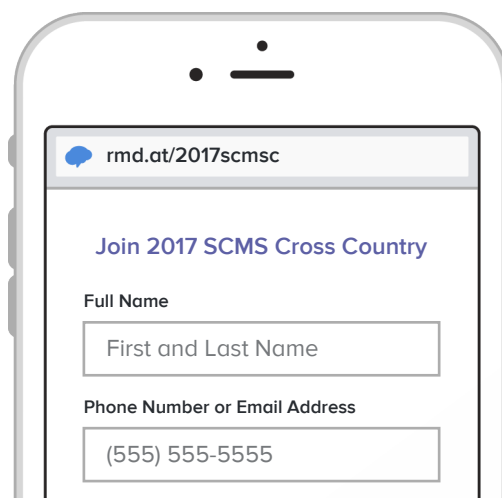 rmd.at/2017scmsc
Join 2017 SCMS Cross Country
Full Name
First and Last Name
Phone Number or Email Address
(555) 555-5555